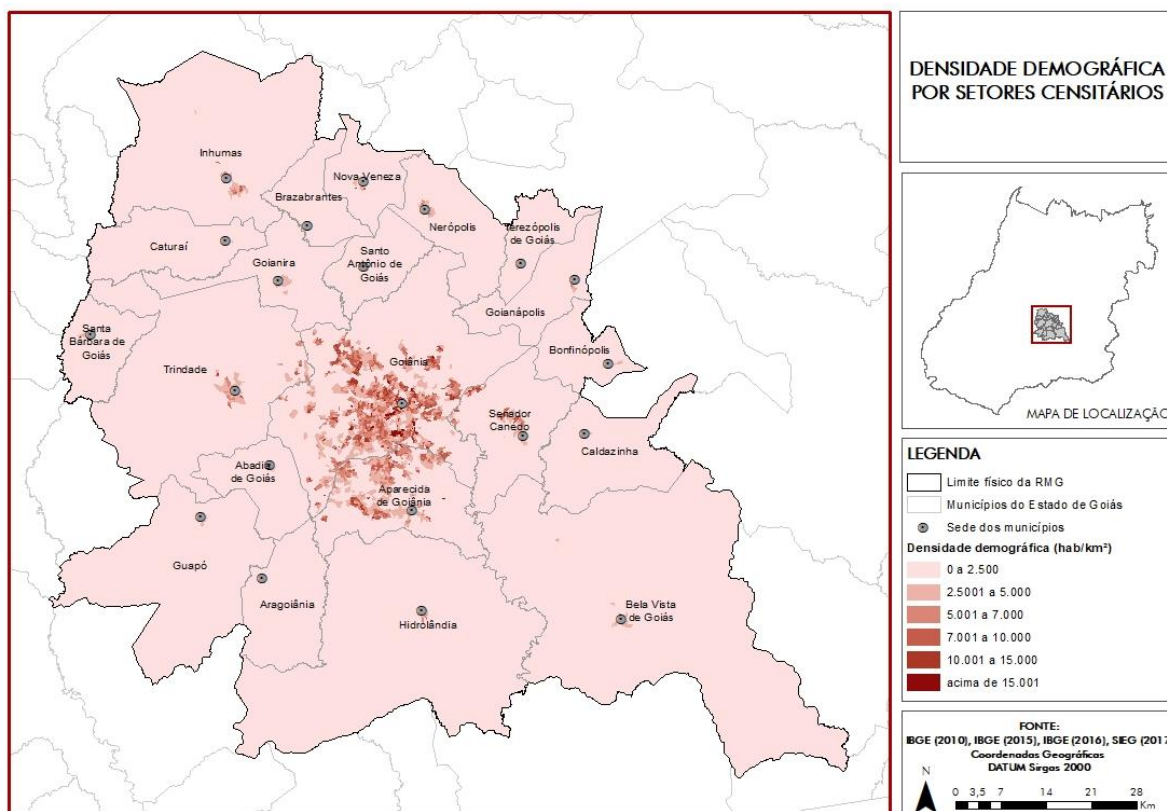 DENSIDADE DEMOGRÁFICA
POR SETORES CENSITÁRIOS
Inhumas
Nova Veneza
Brazabrantes
Nerópolis
Terezópolis
de Goiás
Caturaí
Goianira
Santo
Antônio de
Goiás
Goianápolis
Santa
Bárbara de
Goiás
Bonfinópolis
Trindade
Goiânia
Senador
Canedo
Caldazinha
Abadia
de Goiás
Aparecida
de Goiânia
Guapó
Aragoiânia
Hidrolândia
Bela Vista
de Goiás
MAPA DE LOCALIZAÇÃO
LEGENDA
Limite físico da RMG
Municípios do Estado de Goiás
Sede dos municípios
Densidade demográfica (hab/km²)
0 a 2.500
2.5001 a 5.000
5.001 a 7.000
7.001 a 10.000
10.001 a 15.000
acima de 15.001
FONTE:
IBGE (2010), IBGE (2015), IBGE (2016), SIEG (2017
Coordenadas Geográficas
DATUM Sirgas 2000
N
0 3,5 7 14 21 28
Km